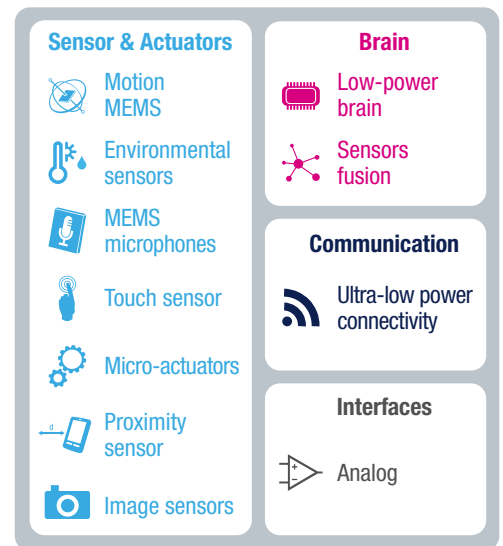 Sensor & Actuators
Motion
MEMS
Environmental
sensors
MEMS
microphones
Touch sensor
Micro-actuators
d
Proximity
sensor
Image sensors
Brain
Low-power
brain
Sensors
fusion
Communication
Ultra-low power
connectivity
Interfaces
Analog